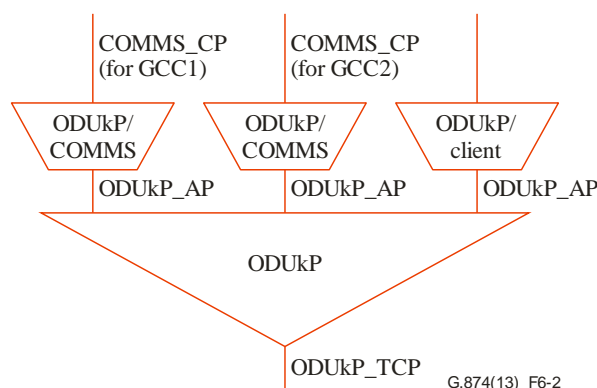 COMMS_CP
(for GCC1)
COMMS_CP
(for GCC2)
ODUkP/
COMMS
ODUkP/
COMMS
ODUkP/
client
ODUkP_AP
ODUkP_AP
ODUkP_AP
ODUkP
ODUkP_TCP
G.874(13)_F6-2